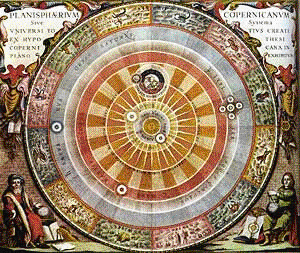 PLANISPHÆRIVM
Sive
VNIVERSI TO
EX HYPO
COPERNI
PLANO
COPERNICANVM
Systema
TIVS CREATI
THESI
CANA IN
EXHIBITVM